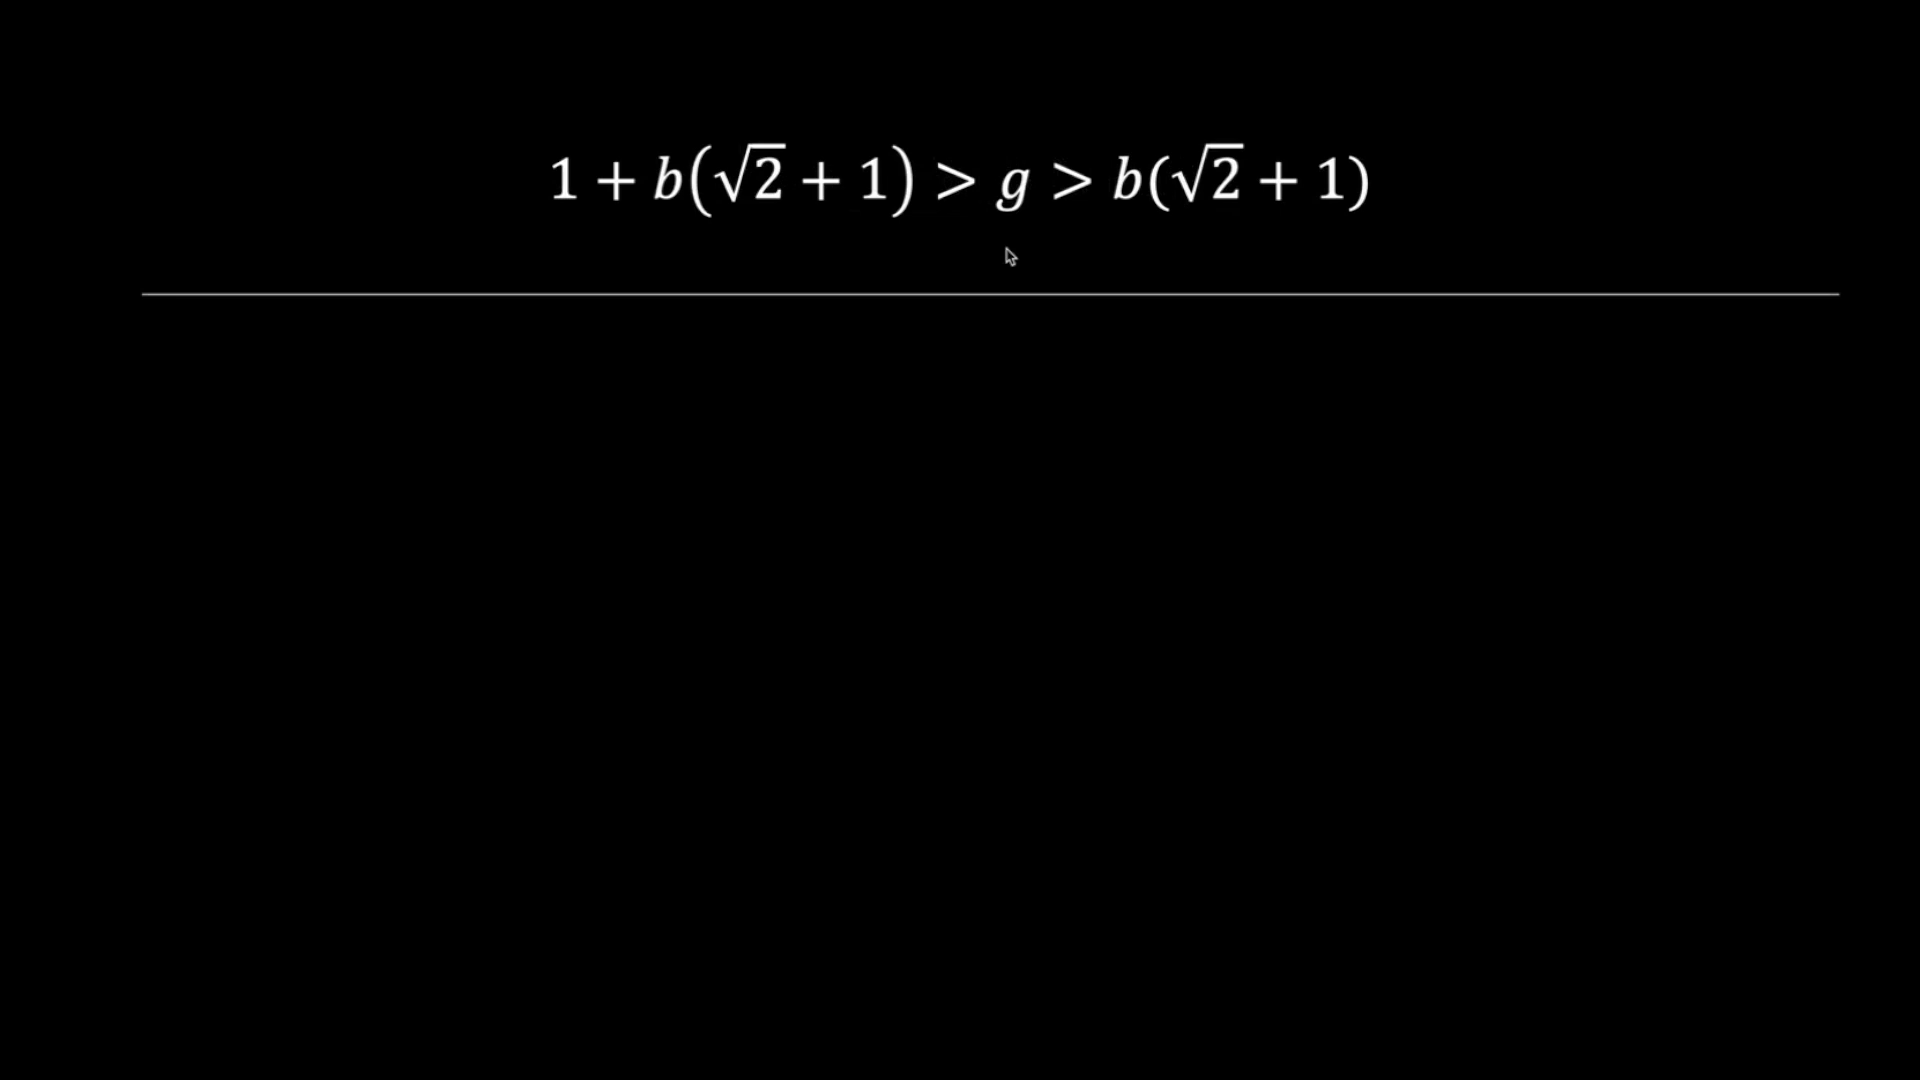 1 + b(√2 + 1) > g > b(√2 + 1)